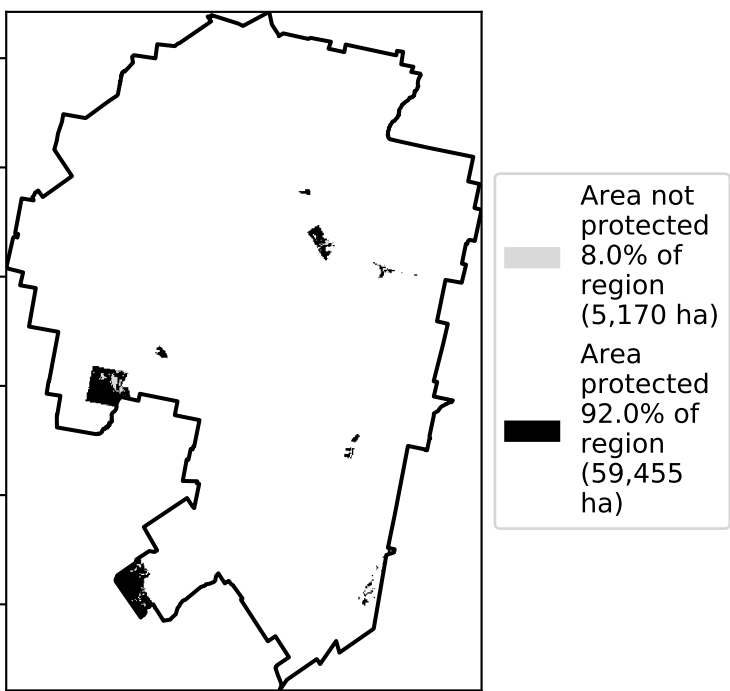 Area not
protected
8.0% of
region
(5,170 ha)
Area
protected
92.0% of
region
(59,455
ha)